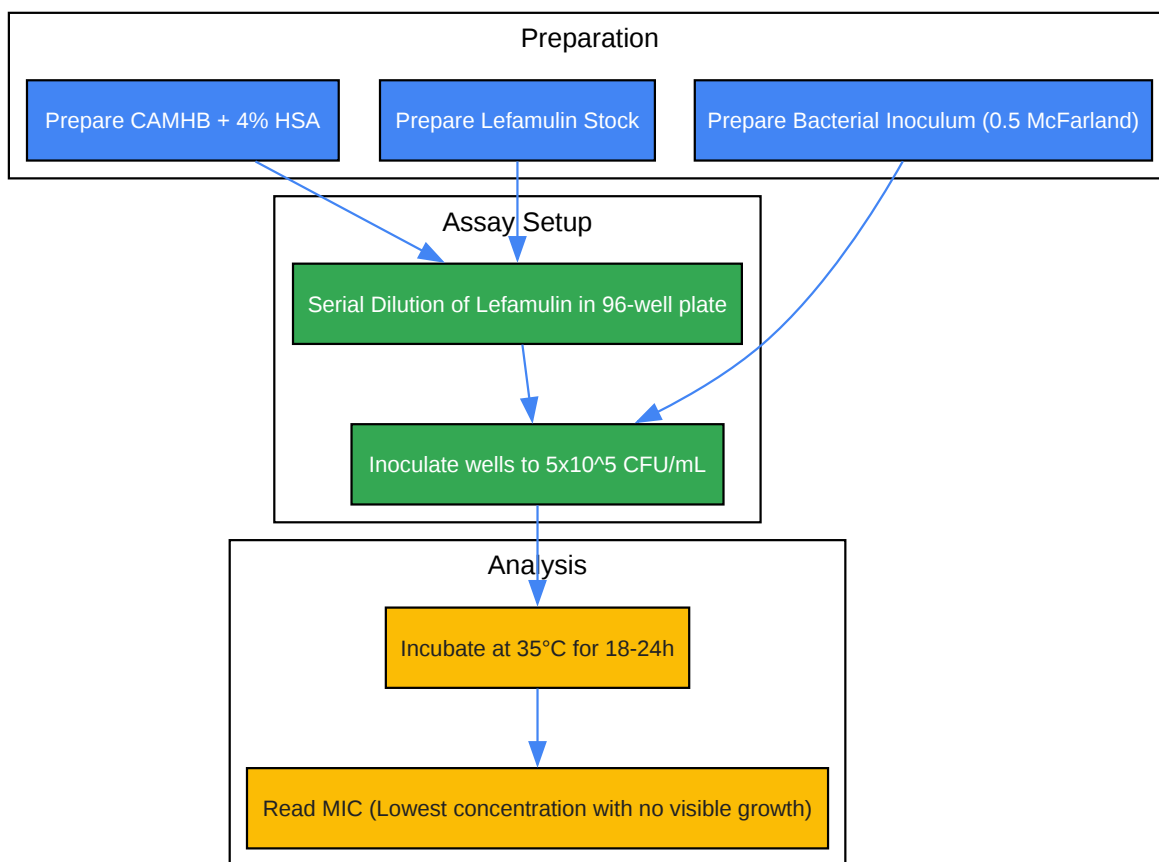 Preparation
Prepare CAMHB + 4% HSA
Prepare Lefamulin Stock
Prepare Bacterial Inoculum (0.5 McFarland)
Assay Setup
Serial Dilution of Lefamulin in 96-well plate
Inoculate wells to 5x10^5 CFU/mL
Analysis
Incubate at 35°C for 18-24h
Read MIC (Lowest concentration with no visible growth)